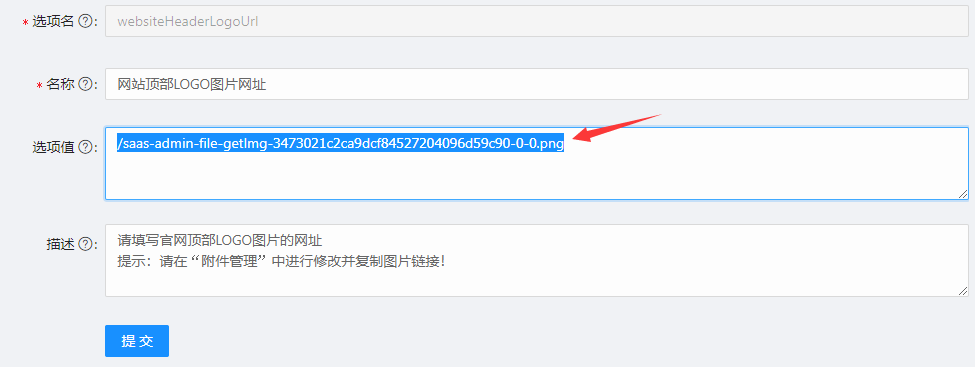 * 选项名 ?: websiteHeaderLogoUrl
* 名称 ?: 网站顶部LOGO图片网址
选项值 ?: /saas-admin-file-getImg-3473021c2ca9dcf84527204096d59c90-0-0.png
描述 ?: 请填写官网顶部LOGO图片的网址
提示：请在“附件管理”中进行修改并复制图片链接！
提 交